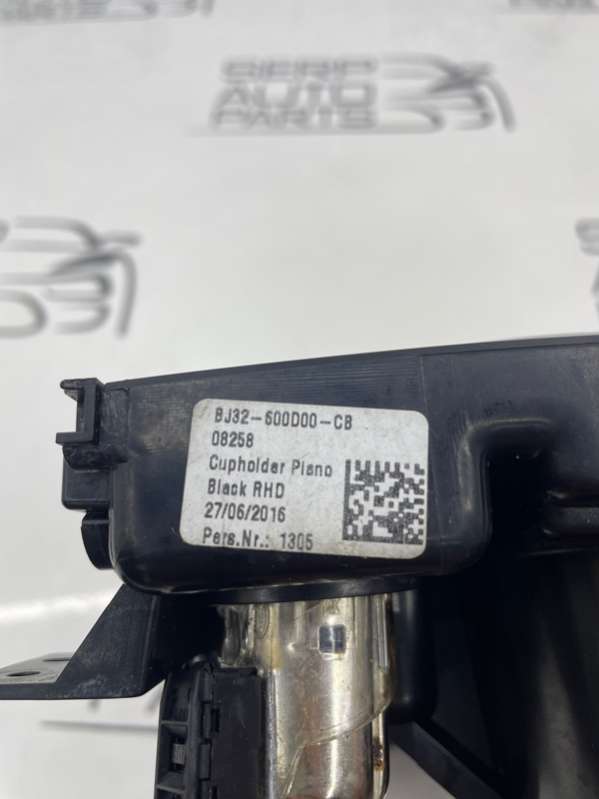 SERP
AUTO
PARTS
BJ32-600D00-CB
08258
Cupholder Piano
Black RHD
27/06/2016
Pers.Nr.: 1305